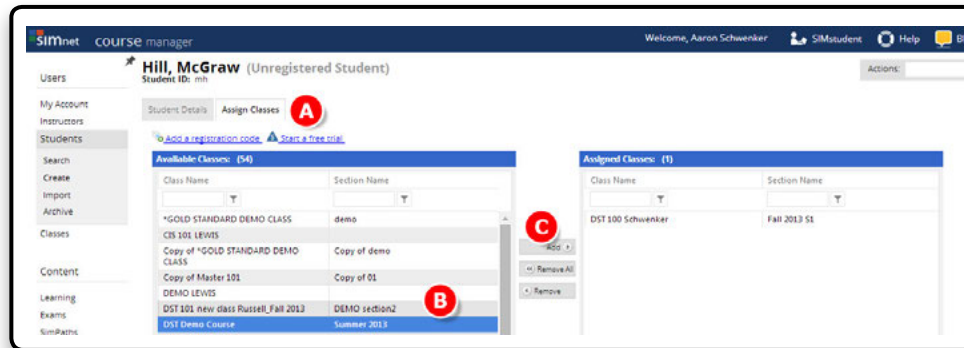 simnet course manager
Welcome, Aaron Schwenker
SIMstudent
Help
Users
Hill, McGraw (Unregistered Student)
Student ID: mh
Actions:
My Account
Instructors
Students
Search
Create
Import
Archive
Classes
Content
Learning
Exams
SimPaths
Student Details
Assign Classes
A
Add a registration code
Start a free trial
Available Classes: (54)
Class Name Section Name
*GOLD STANDARD DEMO CLASS demo
CIS 101 LEWIS
Copy of *GOLD STANDARD DEMO Copy of demo
CLASS
Copy of Master 101 Copy of 01
DEMO LEWIS
DST 101 new class Russell_Fall 2013 DEMO section2
B
DST Demo Course Summer 2013
C
Add
Remove All
Remove
Assigned Classes: (1)
Class Name Section Name
DST 100 Schwenker Fall 2013 S1